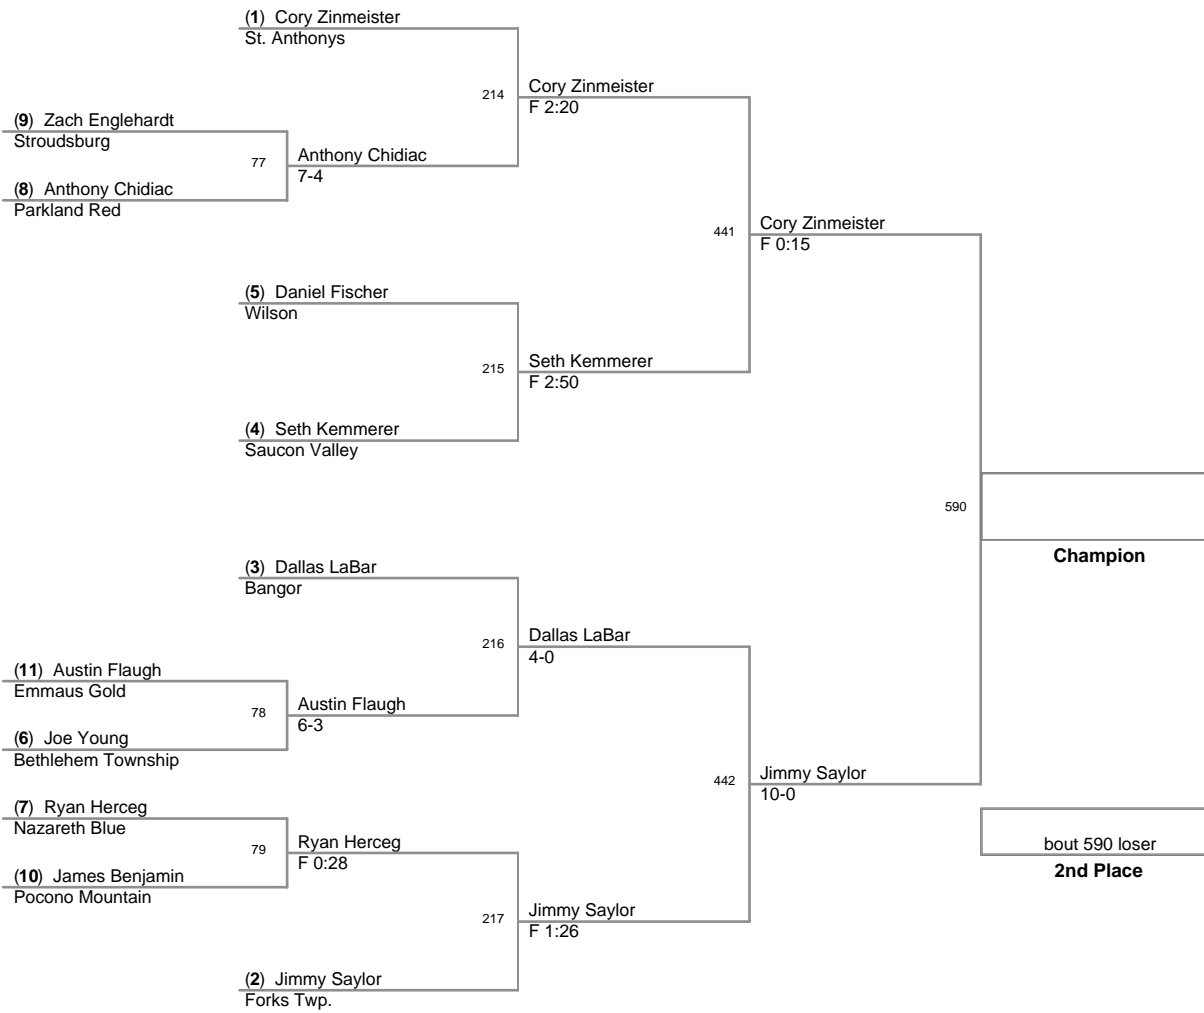 (1) Cory Zinmeister
St. Anthonys
214
Cory Zinmeister
F 2:20
(9) Zach Englehardt
Stroudsburg
77
Anthony Chidiac
7-4
(8) Anthony Chidiac
Parkland Red
441
Cory Zinmeister
F 0:15
(5) Daniel Fischer
Wilson
215
Seth Kemmerer
F 2:50
(4) Seth Kemmerer
Saucon Valley
590
Champion
(3) Dallas LaBar
Bangor
216
Dallas LaBar
4-0
(11) Austin Flaugh
Emmaus Gold
78
Austin Flaugh
6-3
(6) Joe Young
Bethlehem Township
442
Jimmy Saylor
10-0
(7) Ryan Herceg
Nazareth Blue
79
Ryan Herceg
F 0:28
(10) James Benjamin
Pocono Mountain
bout 590 loser
2nd Place
217
Jimmy Saylor
F 1:26
(2) Jimmy Saylor
Forks Twp.